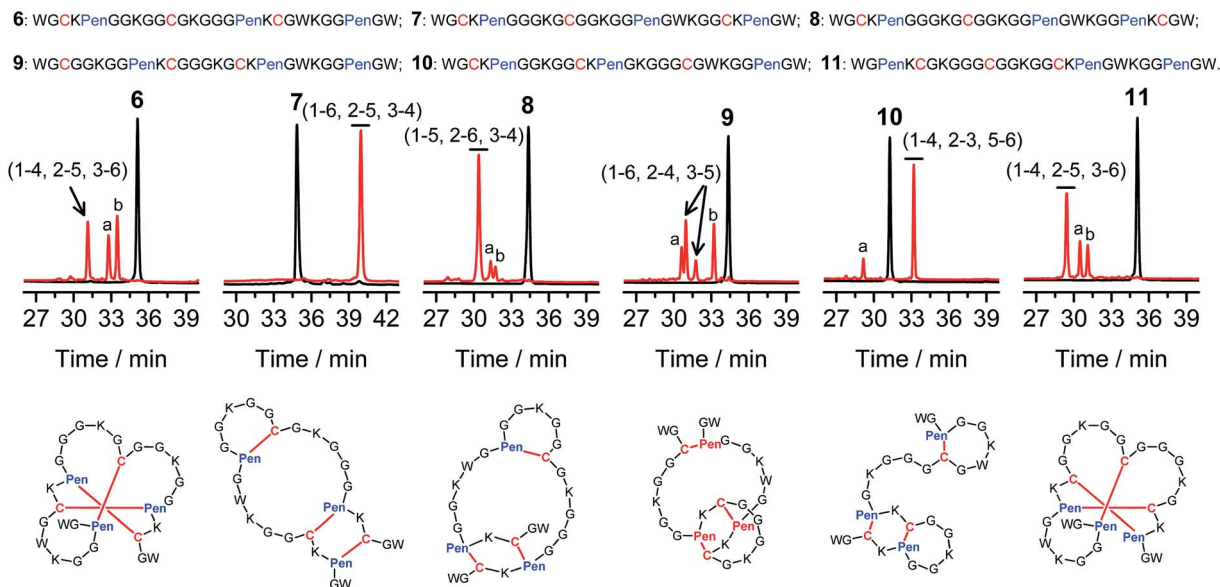 6: WGCKPenGGKGGCGKGGGPenKCGWKGGPenGW; 7: WGCKPenGGGKGCGGKGGPenGWKGGCKPenGW; 8: WGCKPenGGGKGCGGKGGPenGWKGGPenKCGW;
9: WGCGGKGGPenKCGGGKGCKPenGWKGGPenGW; 10: WGCKPenGGKGGCKPenGKGGGCGWKGGPenGW; 11: WGPenKCGKGGGCGGKGGCKPenGWKGGPenGW.
6 7 8 9 10 11
(1-4, 2-5, 3-6) a b
(1-6, 2-5, 3-4)
(1-5, 2-6, 3-4) a b
(1-6, 2-4, 3-5) a b
(1-4, 2-3, 5-6) a
(1-4, 2-5, 3-6) a b
27 30 33 36 39 30 33 36 39 42 27 30 33 36 39 27 30 33 36 39 27 30 33 36 39 27 30 33 36 39
Time / min Time / min Time / min Time / min Time / min Time / min